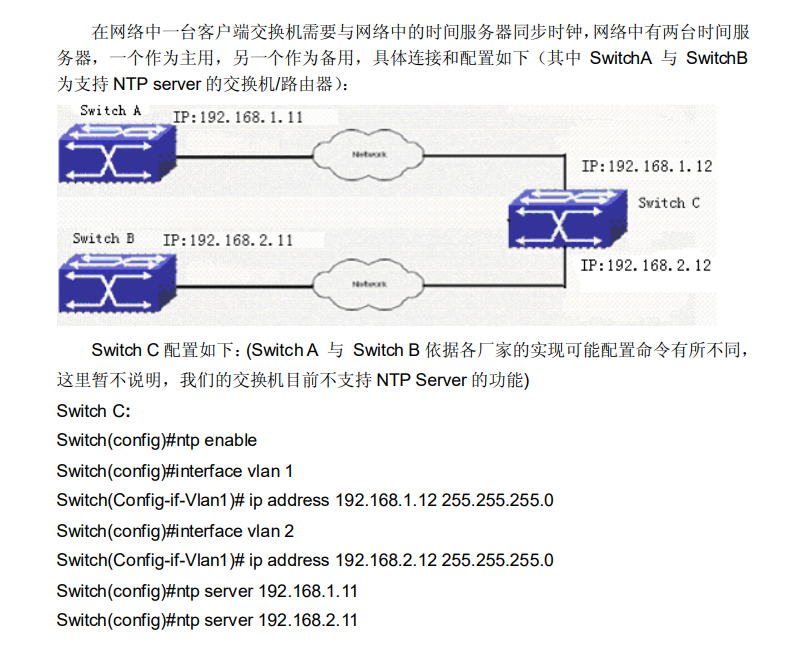 在网络中一台客户端交换机需要与网络中的时间服务器同步时钟，网络中有两台时间服
务器，一个作为主用，另一个作为备用，具体连接和配置如下（其中 SwitchA 与 SwitchB
为支持 NTP server 的交换机/路由器）：
Switch A
IP:192.168.1.11
Network
IP:192.168.1.12
Switch C
Switch B
IP:192.168.2.11
Network
IP:192.168.2.12
Switch C 配置如下：(Switch A 与 Switch B 依据各厂家的实现可能配置命令有所不同，
这里暂不说明，我们的交换机目前不支持 NTP Server 的功能)
Switch C:
Switch(config)#ntp enable
Switch(config)#interface vlan 1
Switch(Config-if-Vlan1)# ip address 192.168.1.12 255.255.255.0
Switch(config)#interface vlan 2
Switch(Config-if-Vlan1)# ip address 192.168.2.12 255.255.255.0
Switch(config)#ntp server 192.168.1.11
Switch(config)#ntp server 192.168.2.11